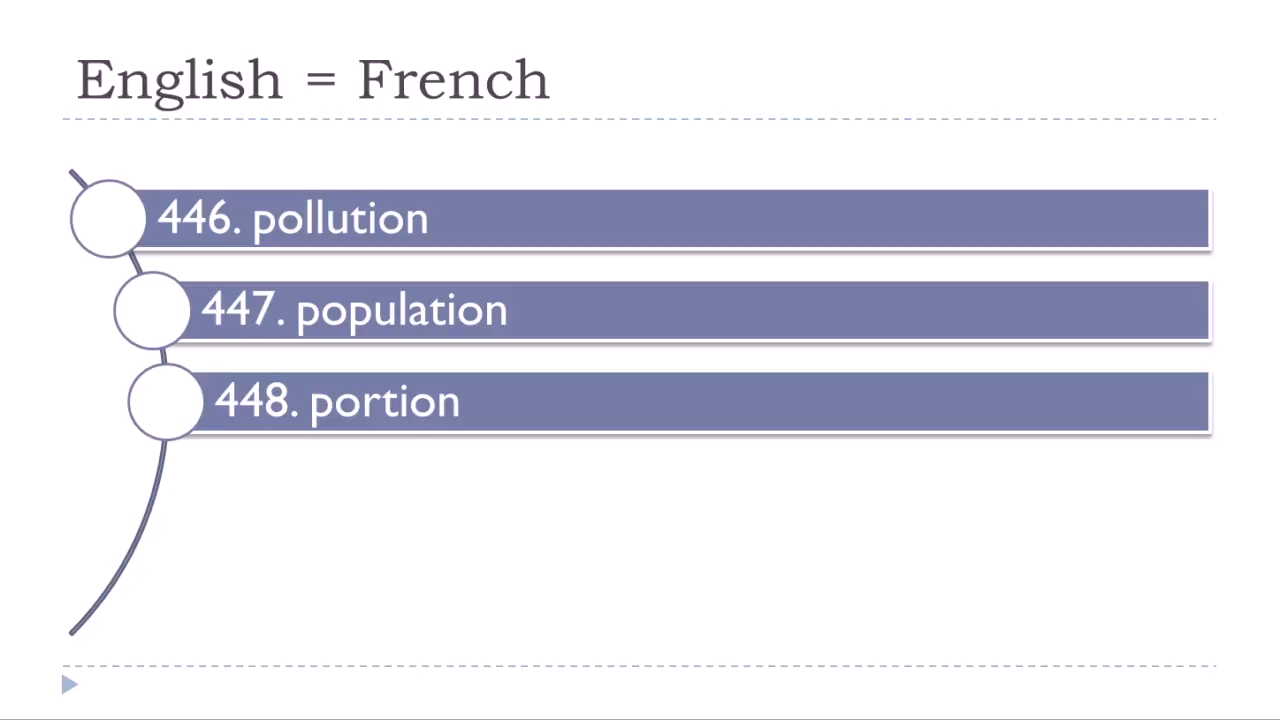 English = French
446. pollution
447. population
448. portion